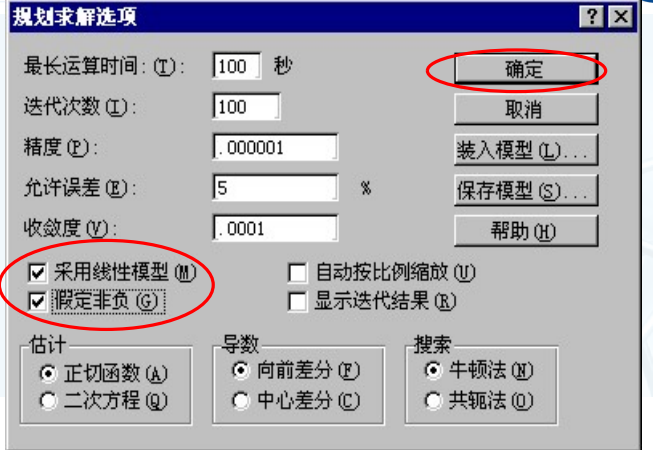 规划求解选项
最长运算时间:(T): 100 秒 确定
迭代次数(I): 100 取消
精度(P): .000001 装入模型(L)...
允许误差(E): 5 % 保存模型(S)...
收敛度(V): .0001 帮助(H)
采用线性模型(M) 自动按比例缩放(U)
假定非负(G) 显示迭代结果(R)
估计 导数 搜索
正切函数(A) 向前差分(F) 牛顿法(N)
二次方程(Q) 中心差分(C) 共轭法(O)